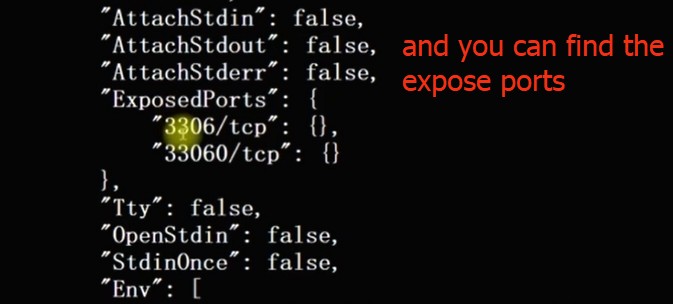 "AttachStdin": false,
"AttachStdout": false,
"AttachStderr": false,
"ExposedPorts": {
"3306/tcp": {},
"33060/tcp": {}
},
"Tty": false,
"OpenStdin": false,
"StdinOnce": false,
"Env": [
and you can find the
expose ports